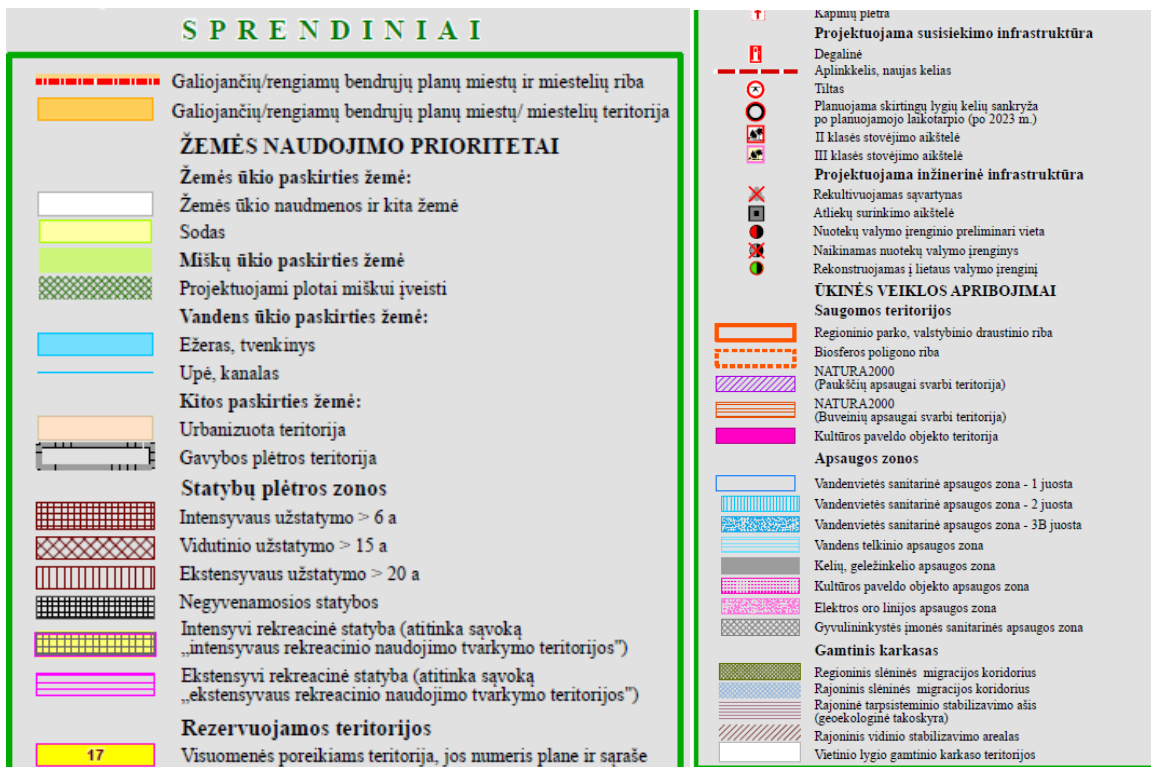 SPRENDINIAI
Galiojančių/rengiamų bendrųjų planų miestų ir miestelių riba
Galiojančių/rengiamų bendrųjų planų miestų/ miestelių teritorija
ŽEMĖS NAUDOJIMO PRIORITETAI
Žemės ūkio paskirties žemė:
Žemės ūkio naudmenos ir kita žemė
Sodas
Miškų ūkio paskirties žemė
Projektuojami plotai miškui įveisti
Vandens ūkio paskirties žemė:
Ežeras, tvenkinys
Upė, kanalas
Kitos paskirties žemė:
Urbanizuota teritorija
Gavybos plėtros teritorija
Statybų plėtros zonos
Intensyvaus užstatymo > 6 a
Vidutinio užstatymo > 15 a
Ekstensyvaus užstatymo > 20 a
Negyvenamosios statybos
Intensyvi rekreacinė statyba (atitinka sąvoką
„intensyvaus rekreacinio naudojimo tvarkymo teritorijos")
Ekstensyvi rekreacinė statyba (atitinka sąvoką
„ekstensyvaus rekreacinio naudojimo tvarkymo teritorijos")
Rezervuojamos teritorijos
17 Visuomenės poreikiams teritorija, jos numeris plane ir sąraše
Kapinių plėtra
Projektuojama susisiekimo infrastruktūra
Degalinė
Aplinkkelis, naujas kelias
Tiltas
Planuojama skirtingų lygių kelių sankryža
po planuojamojo laikotarpio (po 2023 m.)
II klasės stovėjimo aikštelė
III klasės stovėjimo aikštelė
Projektuojama inžinerinė infrastruktūra
Rekultivuojamas sąvartynas
Atliekų surinkimo aikštelė
Nuotekų valymo įrenginio preliminari vieta
Naikinamas nuotekų valymo įrenginys
Rekonstruojamas į lietaus valymo įrenginį
ŪKINĖS VEIKLOS APRIBOJIMAI
Saugomos teritorijos
Regioninio parko, valstybinio draustinio riba
Biosferos poligono riba
NATURA2000
(Paukščių apsaugai svarbi teritorija)
NATURA2000
(Buveinių apsaugai svarbi teritorija)
Kultūros paveldo objekto teritorija
Apsaugos zonos
Vandenvietės sanitarinė apsaugos zona - 1 juosta
Vandenvietės sanitarinė apsaugos zona - 2 juosta
Vandenvietės sanitarinė apsaugos zona - 3B juosta
Vandens telkinio apsaugos zona
Kelių, geležinkelio apsaugos zona
Kultūros paveldo objekto apsaugos zona
Elektros oro linijos apsaugos zona
Gyvulininkystės įmonės sanitarinės apsaugos zona
Gamtinis karkasas
Regioninis slėninės migracijos koridorius
Rajoninis slėninės migracijos koridorius
Rajoninė tarpsisteminio stabilizavimo ašis
(geoekologinė takoskyra)
Rajoninis vidinio stabilizavimo arealas
Vietinio lygio gamtinio karkaso teritorijos